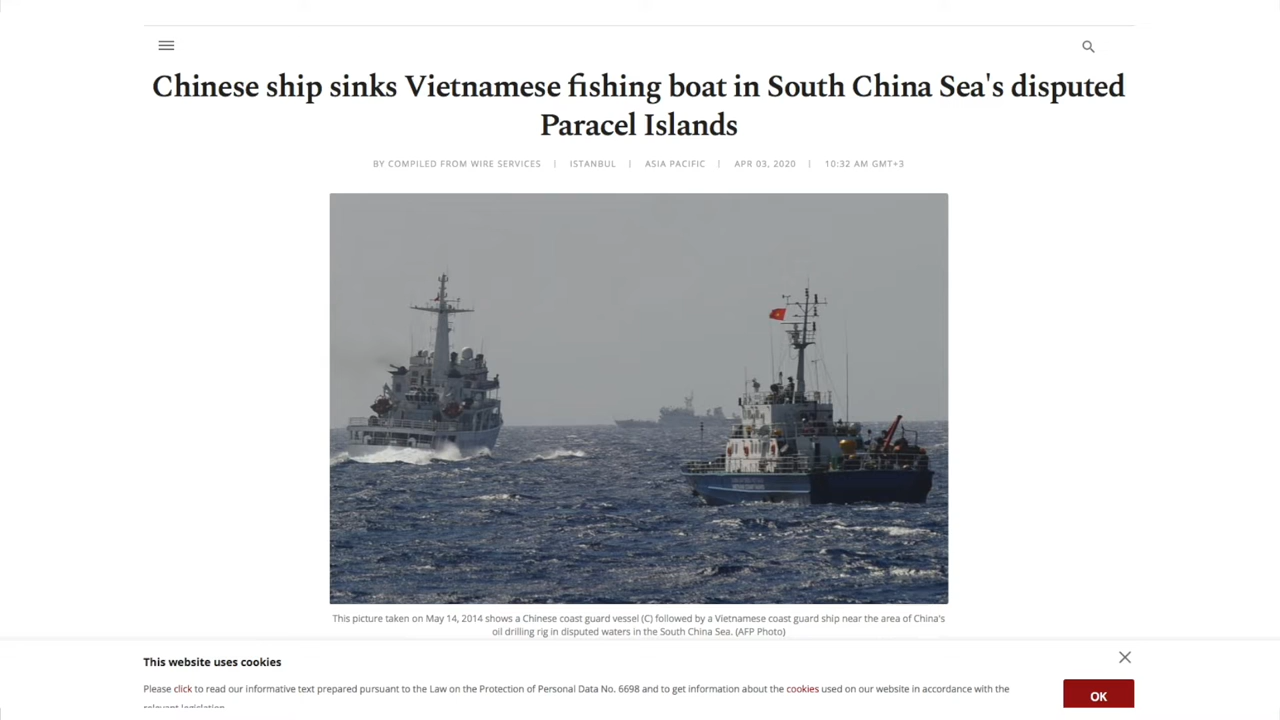 Chinese ship sinks Vietnamese fishing boat in South China Sea's disputed
Paracel Islands
BY COMPILED FROM WIRE SERVICES | ISTANBUL | ASIA PACIFIC | APR 03, 2020 | 10:32 AM GMT+3
This picture taken on May 14, 2014 shows a Chinese coast guard vessel (C) followed by a Vietnamese coast guard ship near the area of China's
oil drilling rig in disputed waters in the South China Sea. (AFP Photo)
This website uses cookies
Please click to read our informative text prepared pursuant to the Law on the Protection of Personal Data No. 6698 and to get information about the cookies used on our website in accordance with the
relevant legislation.
OK